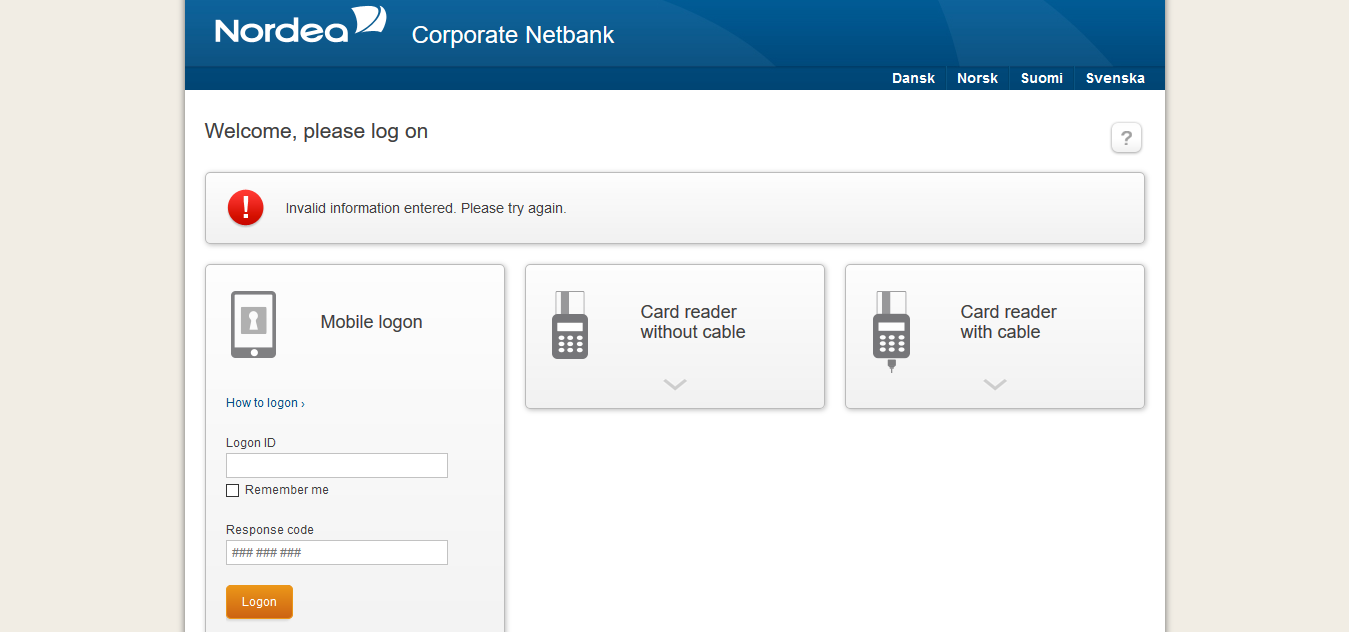 Nordea Corporate Netbank
Dansk Norsk Suomi Svenska
Welcome, please log on
?
! Invalid information entered. Please try again.
Mobile logon
How to logon ›
Logon ID
Remember me
Response code
### ### ###
Logon
Card reader
without cable
Card reader
with cable